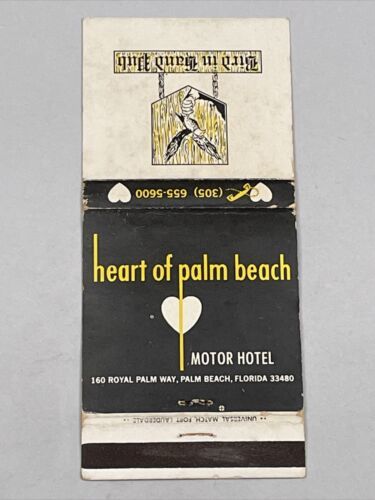 Bird in Hand Pub
(305) 655-5600
heart of palm beach
MOTOR HOTEL
160 ROYAL PALM WAY, PALM BEACH, FLORIDA 33480
•• UNIVERSAL MATCH, FORT LAUDERDALE ••